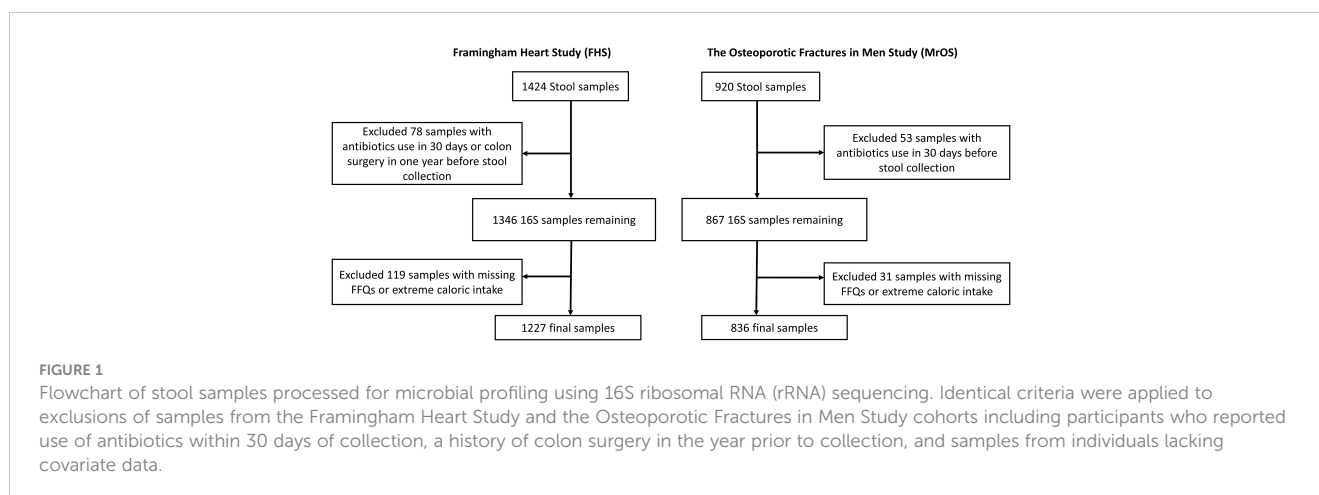 Framingham Heart Study (FHS)
1424 Stool samples
Excluded 78 samples with
antibiotics use in 30 days or colon
surgery in one year before stool
collection
1346 16S samples remaining
Excluded 119 samples with missing
FFQs or extreme caloric intake
1227 final samples
The Osteoporotic Fractures in Men Study (MrOS)
920 Stool samples
Excluded 53 samples with
antibiotics use in 30 days before
stool collection
867 16S samples remaining
Excluded 31 samples with missing
FFQs or extreme caloric intake
836 final samples
FIGURE 1
Flowchart of stool samples processed for microbial profiling using 16S ribosomal RNA (rRNA) sequencing. Identical criteria were applied to
exclusions of samples from the Framingham Heart Study and the Osteoporotic Fractures in Men Study cohorts including participants who reported
use of antibiotics within 30 days of collection, a history of colon surgery in the year prior to collection, and samples from individuals lacking
covariate data.